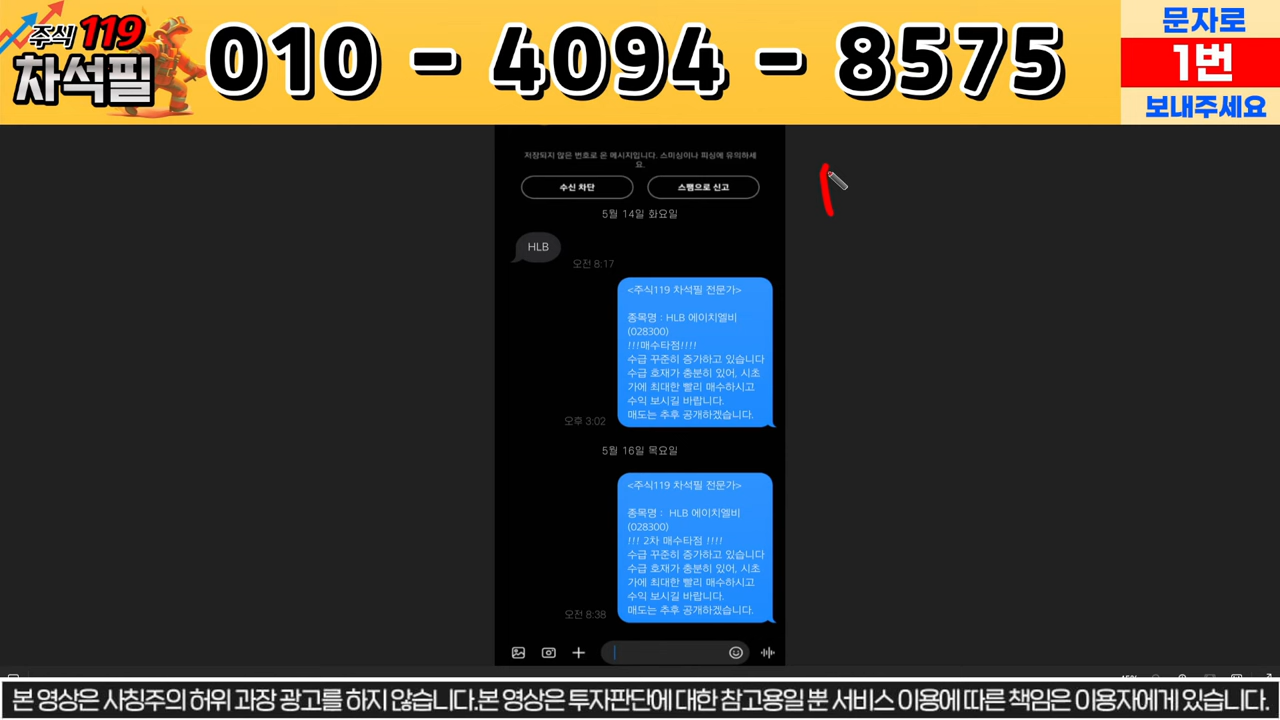 주식 119
차석필
010 - 4094 - 8575
문자로
1번
보내주세요
저장되지 않은 번호로 온 메시지입니다. 스미싱이나 피싱에 유의하세
요.
수신 차단
스팸으로 신고
5월 14일 화요일
HLB
오전 8:17
<주식119 차석필 전문가>
종목명 : HLB 에이치엘비
(028300)
!!!매수타점!!!!
수급 꾸준히 증가하고 있습니다
수급 호재가 충분히 있어, 시초
가에 최대한 빨리 매수하시고
수익 보시길 바랍니다.
매도는 추후 공개하겠습니다.
오후 3:02
5월 16일 목요일
<주식119 차석필 전문가>
종목명 : HLB 에이치엘비
(028300)
!!! 2차 매수타점 !!!!
수급 꾸준히 증가하고 있습니다
수급 호재가 충분히 있어, 시초
가에 최대한 빨리 매수하시고
수익 보시길 바랍니다.
매도는 추후 공개하겠습니다.
오전 8:38
본 영상은 사칭주의 허위 과장 광고를 하지 않습니다.본 영상은 투자판단에 대한 참고용일 뿐 서비스 이용에 따른 책임은 이용자에게 있습니다.